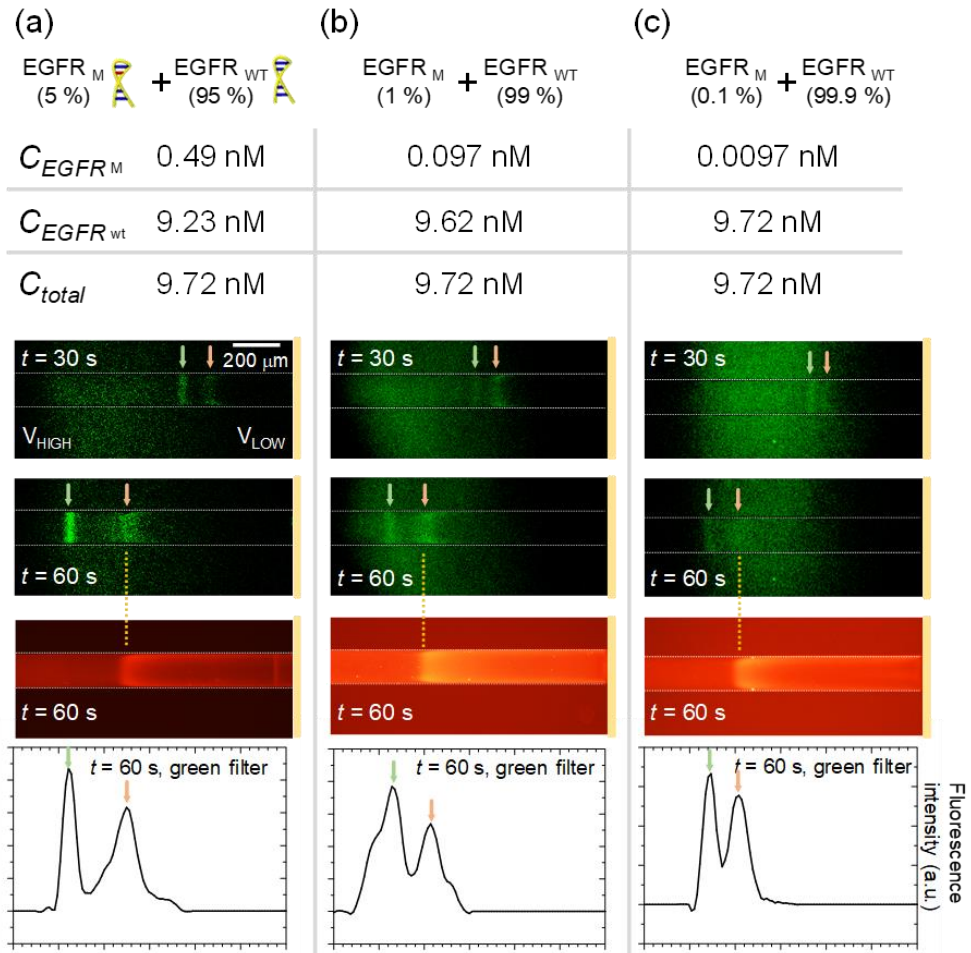 (a) (b) (c)
EGFR M + EGFR WT EGFR M + EGFR WT EGFR M + EGFR WT
(5 %) (95 %) (1 %) (99 %) (0.1 %) (99.9 %)
C EGFR M 0.49 nM 0.097 nM 0.0097 nM
C EGFR wt 9.23 nM 9.62 nM 9.72 nM
C total 9.72 nM 9.72 nM 9.72 nM
t = 30 s 200 μm t = 30 s t = 30 s
V HIGH V LOW
t = 60 s t = 60 s t = 60 s
t = 60 s t = 60 s t = 60 s
t = 60 s, green filter t = 60 s, green filter t = 60 s, green filter
Fluorescence
intensity (a.u.)